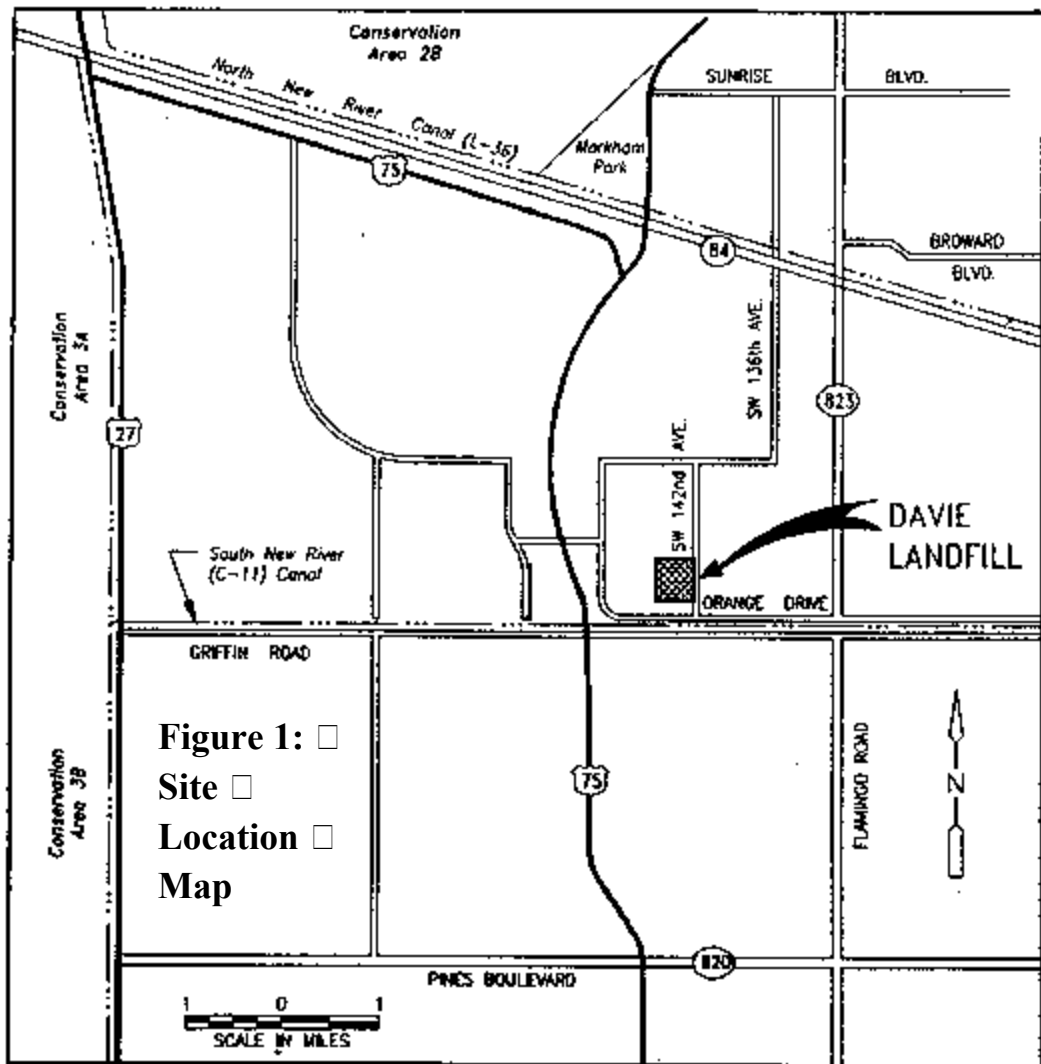 Conservation
Area 2B
SUNRISE BLVD.
North New River Canal (L-36)
Markham
Park
75
84
BROWARD
BLVD.
Conservation
Area 3A
SW 136th AVE.
823
27
SW 142nd AVE.
DAVIE
LANDFILL
South New River
(C-11) Canal
ORANGE DRIVE
GRIFFIN ROAD
Figure 1: □
Site □
Location □
Map
Conservation
Area 3B
75
FLAMINGO ROAD
N
820
PINES BOULEVARD
1 0 1
SCALE IN MILES